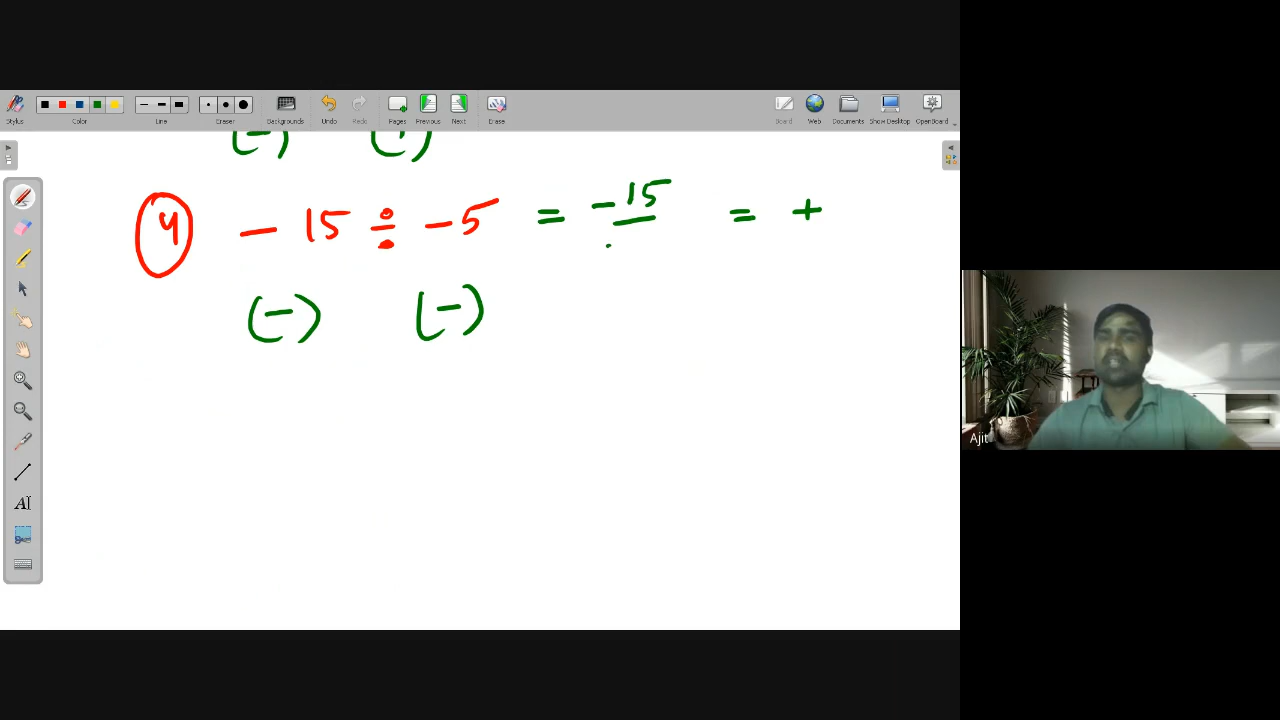 Stylus Color Line Eraser Backgrounds Undo Redo Pages Previous Next Erase Board Web Documents Show Desktop OpenBoard
(-) (+)
4 - 15 ÷ -5 = -15/ = +
(-) (-)
AI
Ajit